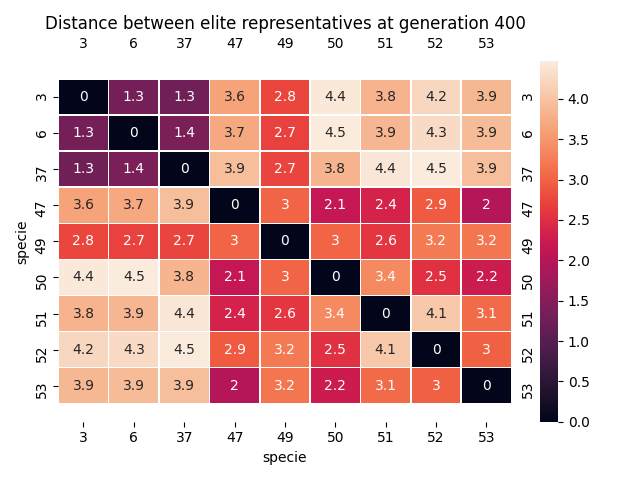 Distance between elite representatives at generation 400
3 6 37 47 49 50 51 52 53
3 0 1.3 1.3 3.6 2.8 4.4 3.8 4.2 3.9 3
6 1.3 0 1.4 3.7 2.7 4.5 3.9 4.3 3.9 6
37 1.3 1.4 0 3.9 2.7 3.8 4.4 4.5 3.9 37
47 3.6 3.7 3.9 0 3 2.1 2.4 2.9 2 47
49 2.8 2.7 2.7 3 0 3 2.6 3.2 3.2 49
50 4.4 4.5 3.8 2.1 3 0 3.4 2.5 2.2 50
51 3.8 3.9 4.4 2.4 2.6 3.4 0 4.1 3.1 51
52 4.2 4.3 4.5 2.9 3.2 2.5 4.1 0 3 52
53 3.9 3.9 3.9 2 3.2 2.2 3.1 3 0 53
3 6 37 47 49 50 51 52 53
specie
specie
4.0
3.5
3.0
2.5
2.0
1.5
1.0
0.5
0.0